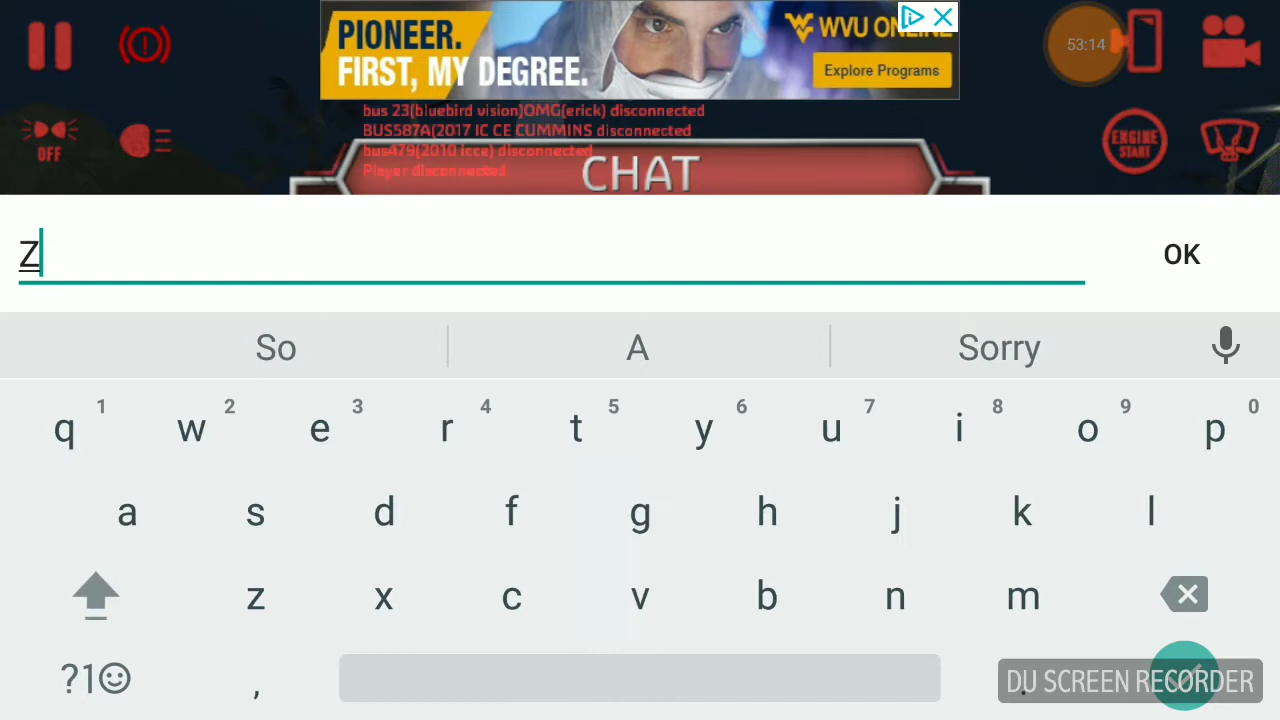 PIONEER.
FIRST, MY DEGREE.
WVU ONLINE
Explore Programs
53:14
bus 23(bluebird vision)OMG(erick) disconnected
BUS587A(2017 IC CE CUMMINS disconnected
bus479(2010 icce) disconnected
Player disconnected
OFF
CHAT
ENGINE
START
Z
OK
So A Sorry
1 2 3 4 5 6 7 8 9 0
q w e r t y u i o p
a s d f g h j k l
z x c v b n m
?1 , .
DU SCREEN RECORDER